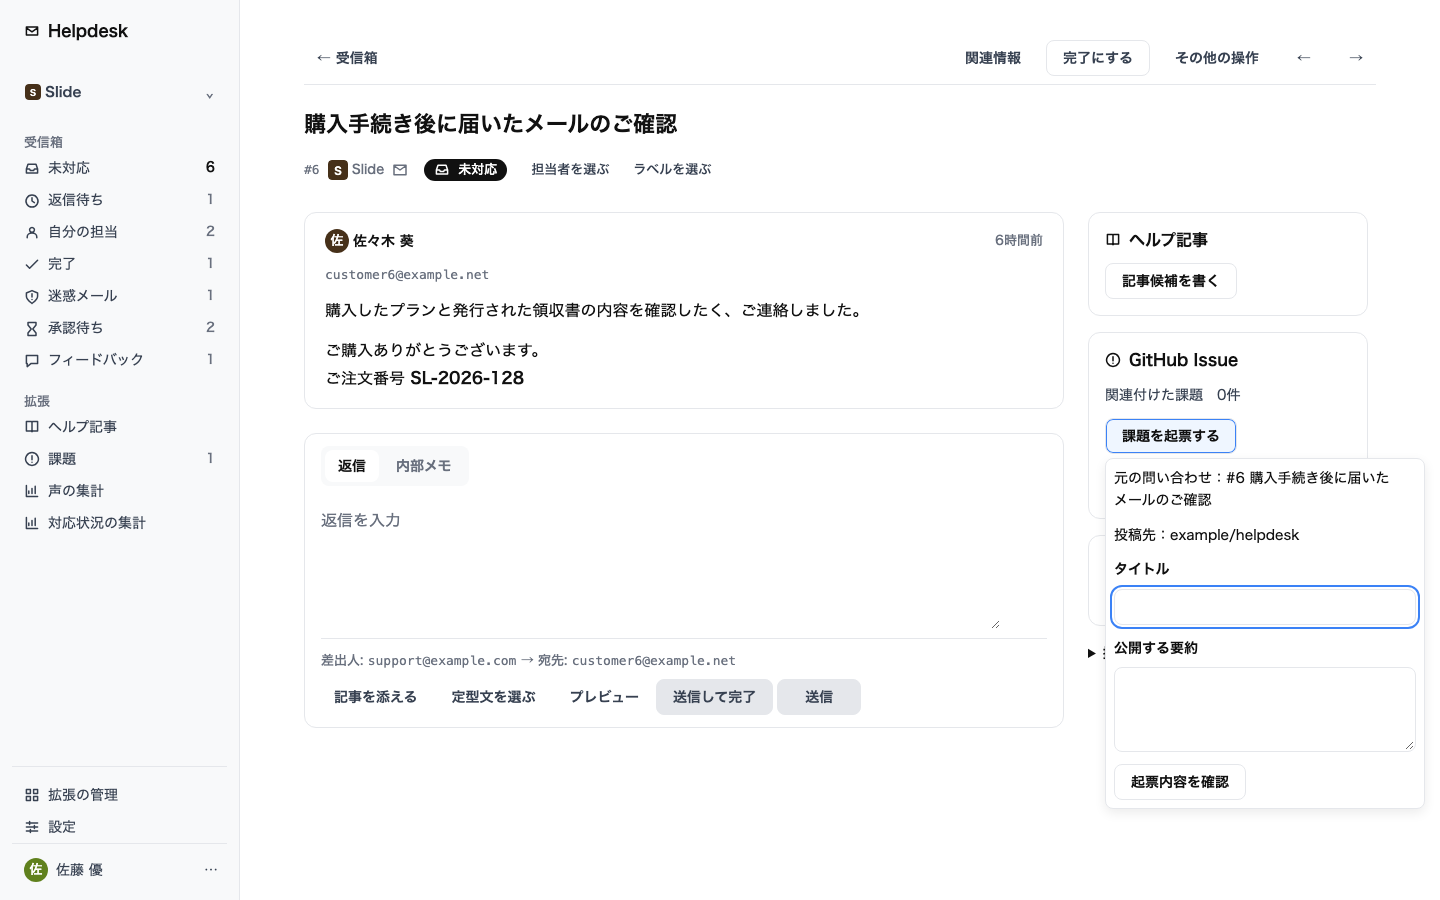 Helpdesk
S Slide
受信箱
未対応 6
返信待ち 1
自分の担当 2
完了 1
迷惑メール 1
承認待ち 2
フィードバック 1
拡張
ヘルプ記事
課題 1
声の集計
対応状況の集計
拡張の管理
設定
佐 佐藤 優 …
← 受信箱 関連情報 完了にする その他の操作 ← →
購入手続き後に届いたメールのご確認
#6 S Slide 未対応 担当者を選ぶ ラベルを選ぶ
佐 佐々木 葵 6時間前
customer6@example.net
購入したプランと発行された領収書の内容を確認したく、ご連絡しました。
ご購入ありがとうございます。
ご注文番号 SL-2026-128
返信 内部メモ
返信を入力
差出人: support@example.com → 宛先: customer6@example.net
記事を添える 定型文を選ぶ プレビュー 送信して完了 送信
ヘルプ記事
記事候補を書く
GitHub Issue
関連付けた課題 0件
課題を起票する
元の問い合わせ：#6 購入手続き後に届いた
メールのご確認
投稿先：example/helpdesk
タイトル
公開する要約
起票内容を確認